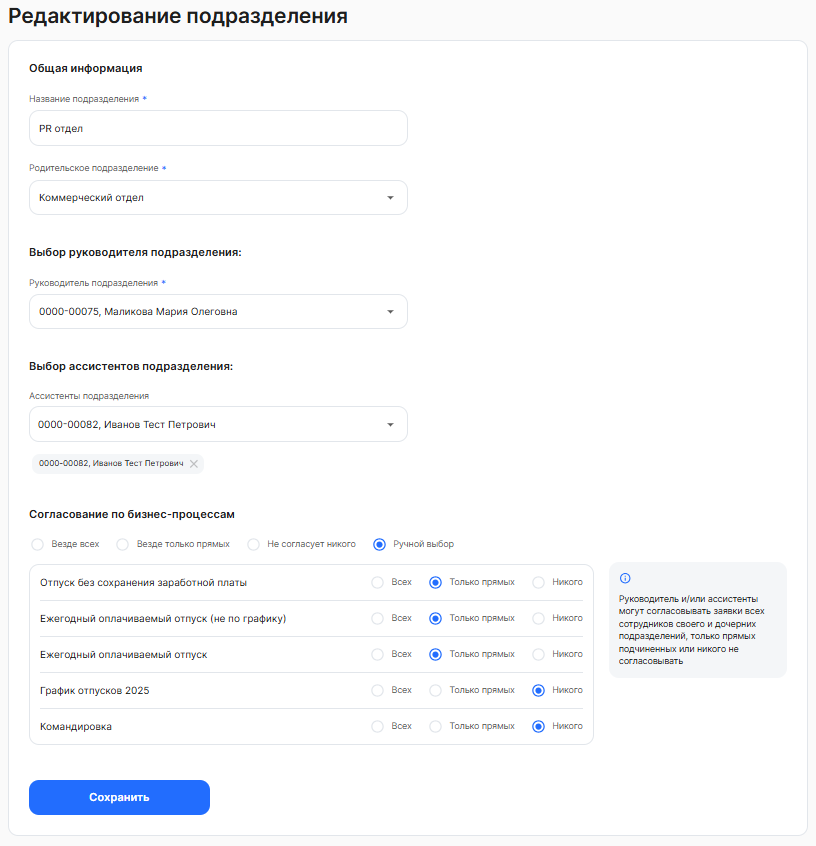 Редактирование подразделения
Общая информация
Название подразделения *
PR отдел
Родительское подразделение *
Коммерческий отдел
Выбор руководителя подразделения:
Руководитель подразделения *
0000-00075, Маликова Мария Олеговна
Выбор ассистентов подразделения:
Ассистенты подразделения
0000-00082, Иванов Тест Петрович
0000-00082, Иванов Тест Петрович
Согласование по бизнес-процессам
Везде всех Везде только прямых Не согласует никого Ручной выбор
Отпуск без сохранения заработной платы Всех Только прямых Никого
Ежегодный оплачиваемый отпуск (не по графику) Всех Только прямых Никого
Ежегодный оплачиваемый отпуск Всех Только прямых Никого
График отпусков 2025 Всех Только прямых Никого
Командировка Всех Только прямых Никого
Руководитель и/или ассистенты
могут согласовывать заявки всех
сотрудников своего и дочерних
подразделений, только прямых
подчиненных или никого не
согласовывать
Сохранить